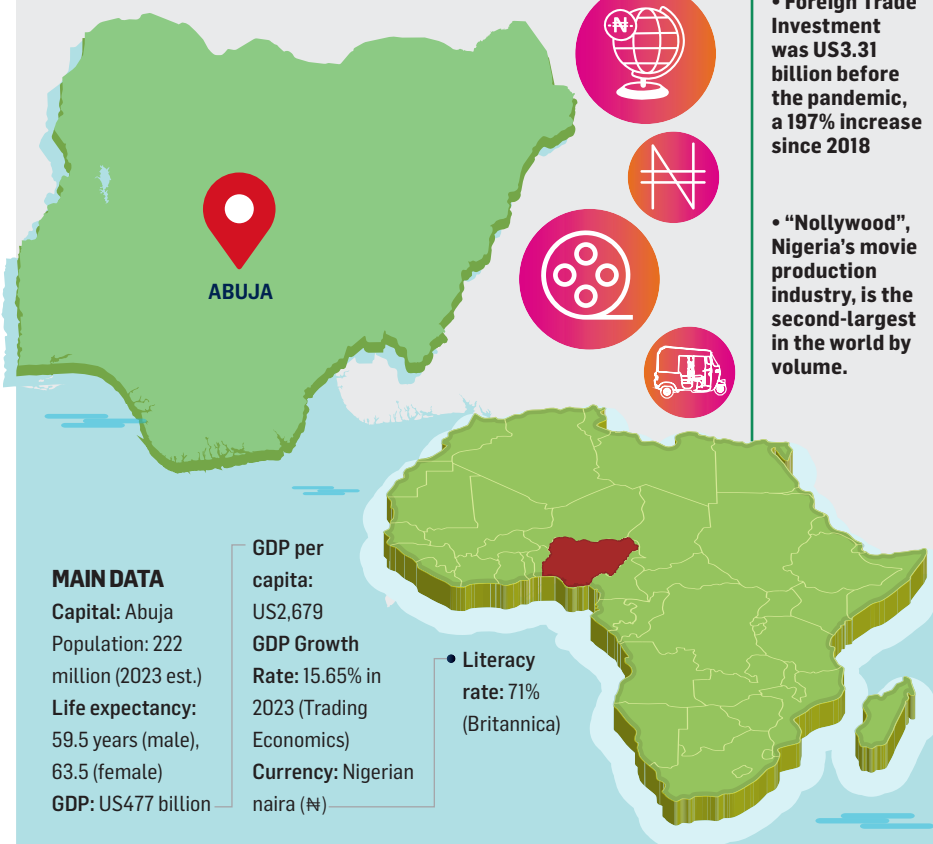 • Foreign Trade
Investment
was US3.31
billion before
the pandemic,
a 197% increase
since 2018
• “Nollywood”,
Nigeria’s movie
production
industry, is the
second-largest
in the world by
volume.
₦
₦
ABUJA
MAIN DATA
Capital: Abuja
Population: 222
million (2023 est.)
Life expectancy:
59.5 years (male),
63.5 (female)
GDP: US477 billion
GDP per
capita:
US2,679
GDP Growth
Rate: 15.65% in
2023 (Trading
Economics)
Currency: Nigerian
naira (₦)
• Literacy
rate: 71%
(Britannica)